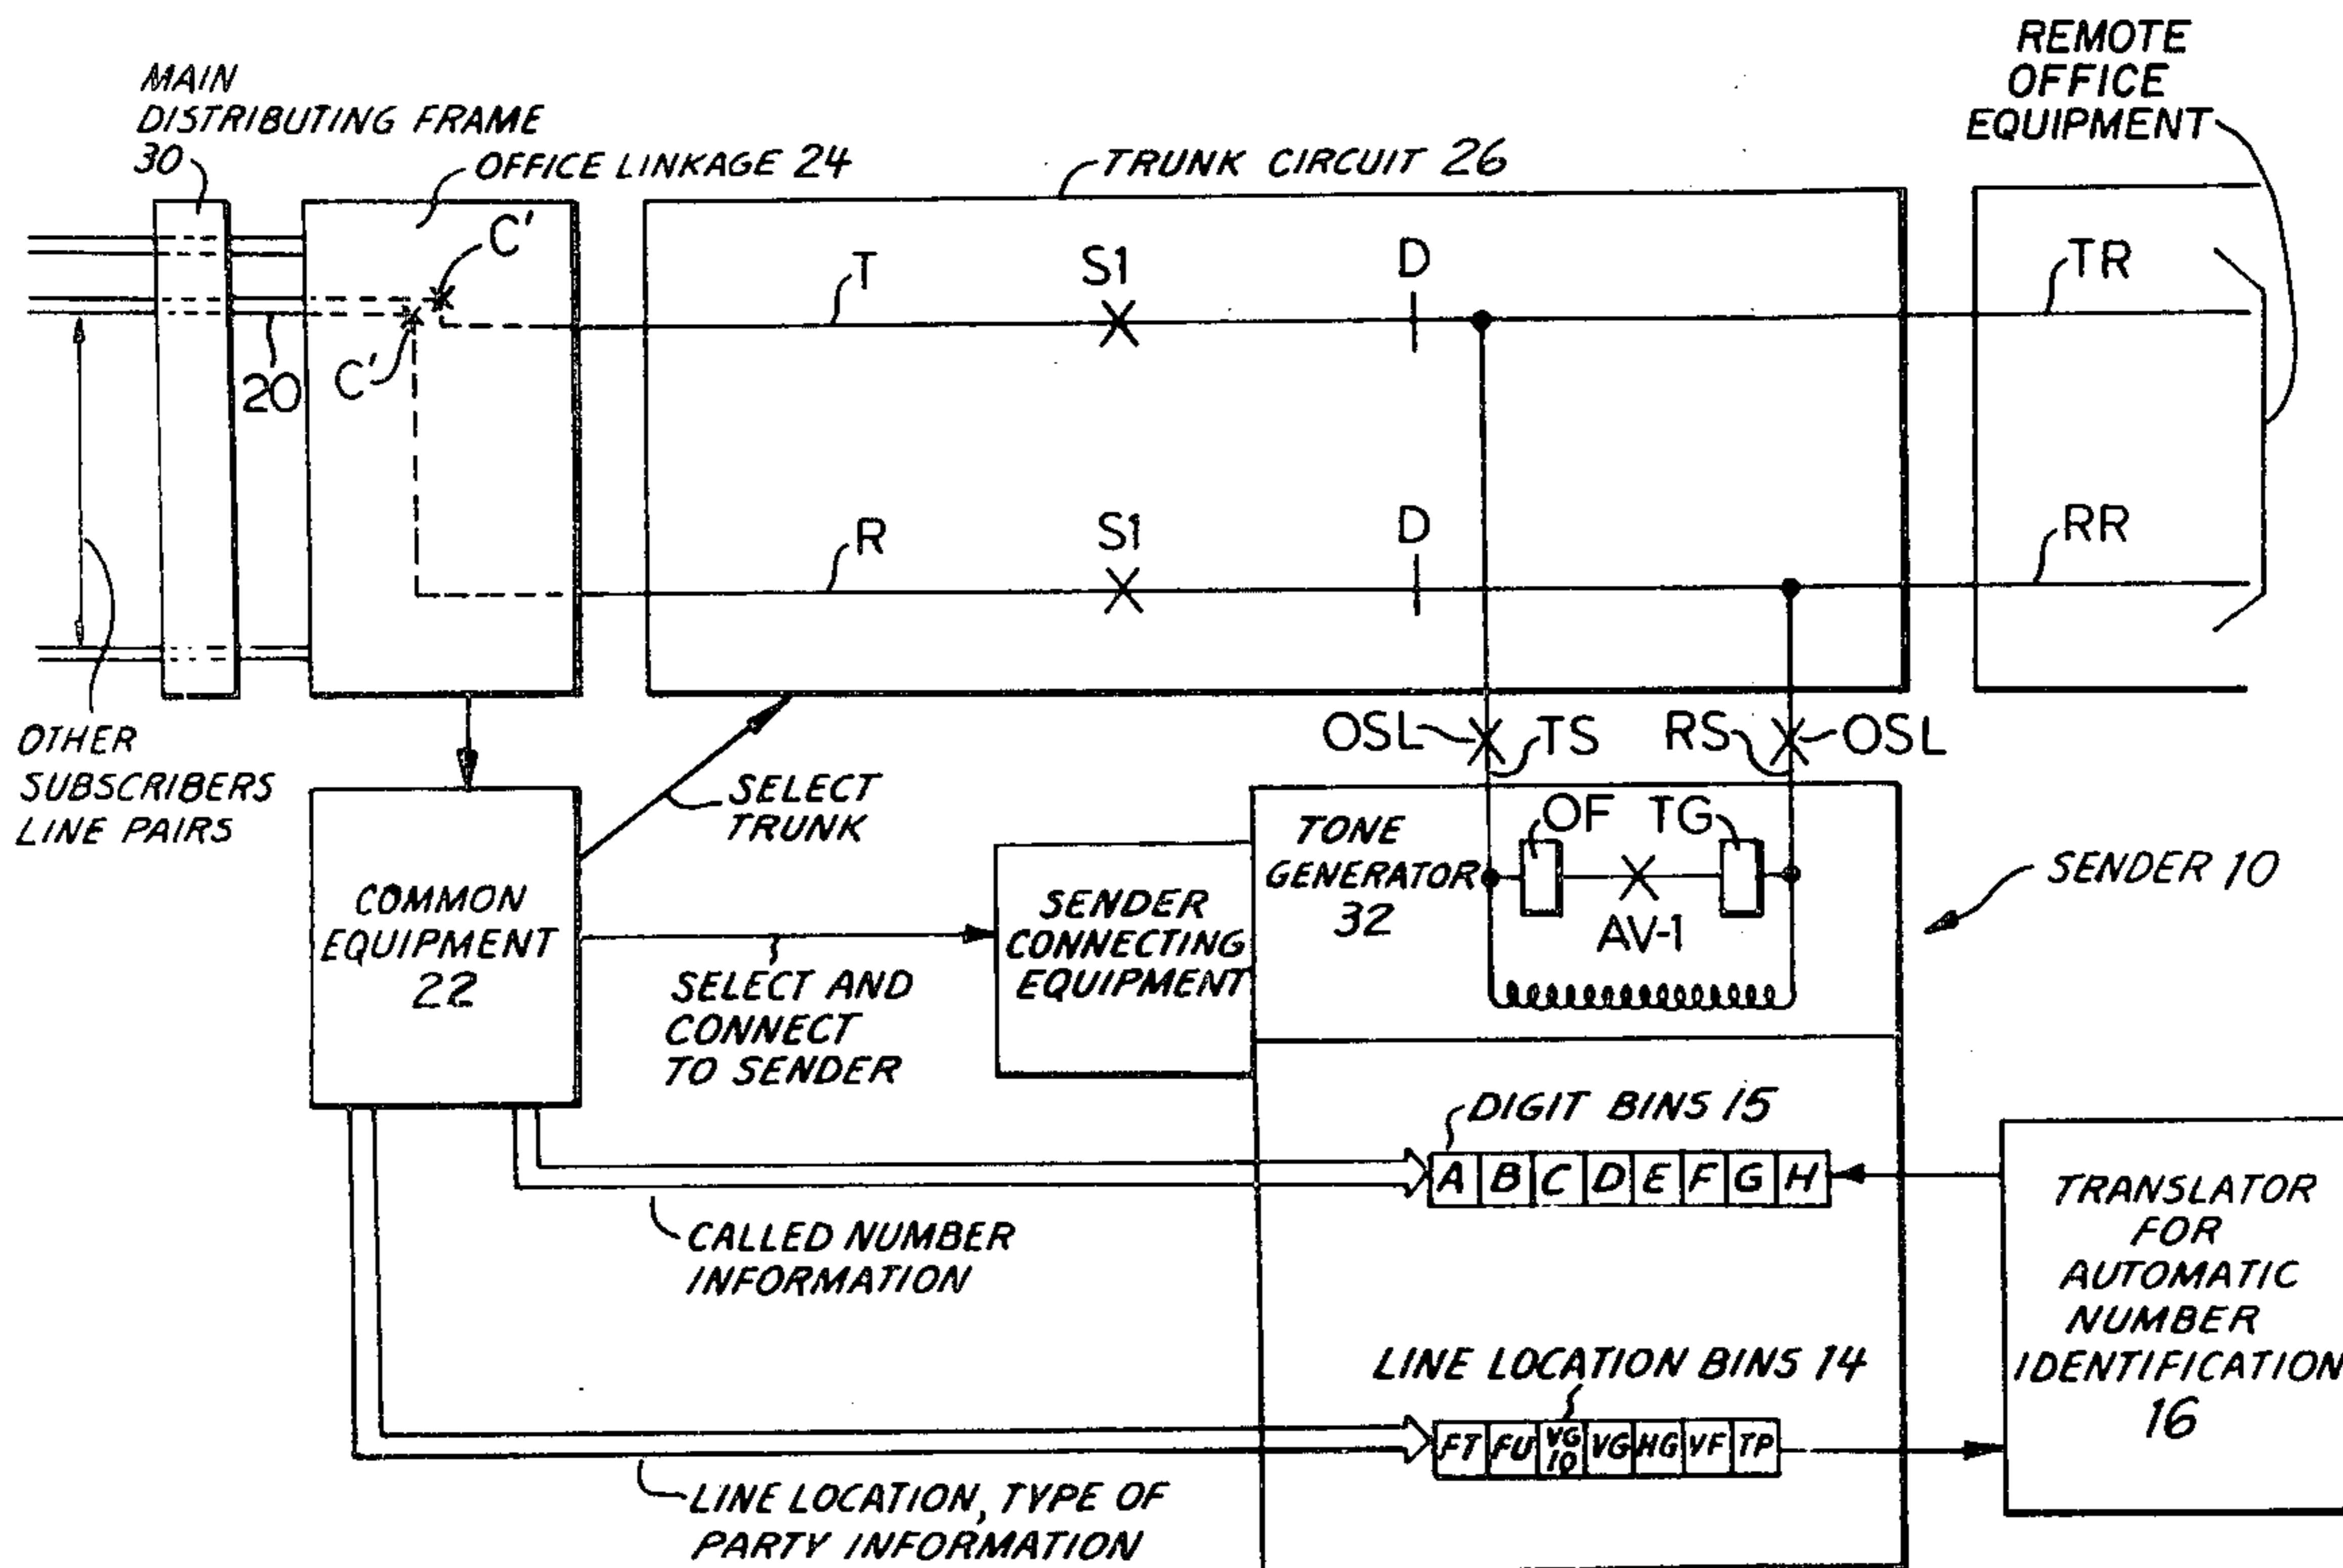 REMOTE
OFFICE
EQUIPMENT
MAIN
DISTRIBUTING FRAME
30
OFFICE LINKAGE 24
TRUNK CIRCUIT 26
C'
C'
20
T
S1
D
TR
R
S1
D
RR
OTHER
SUBSCRIBERS
LINE PAIRS
SELECT
TRUNK
OSL
TS
RS
OSL
COMMON
EQUIPMENT
22
SELECT AND
CONNECT
TO SENDER
SENDER
CONNECTING
EQUIPMENT
TONE
GENERATOR
32
OF
TG
AV-1
SENDER 10
DIGIT BINS 15
A B C D E F G H
CALLED NUMBER
INFORMATION
TRANSLATOR
FOR
AUTOMATIC
NUMBER
IDENTIFICATION
16
LINE LOCATION BINS 14
FT FU VG 10 VG HG VF TP
LINE LOCATION, TYPE OF
PARTY INFORMATION